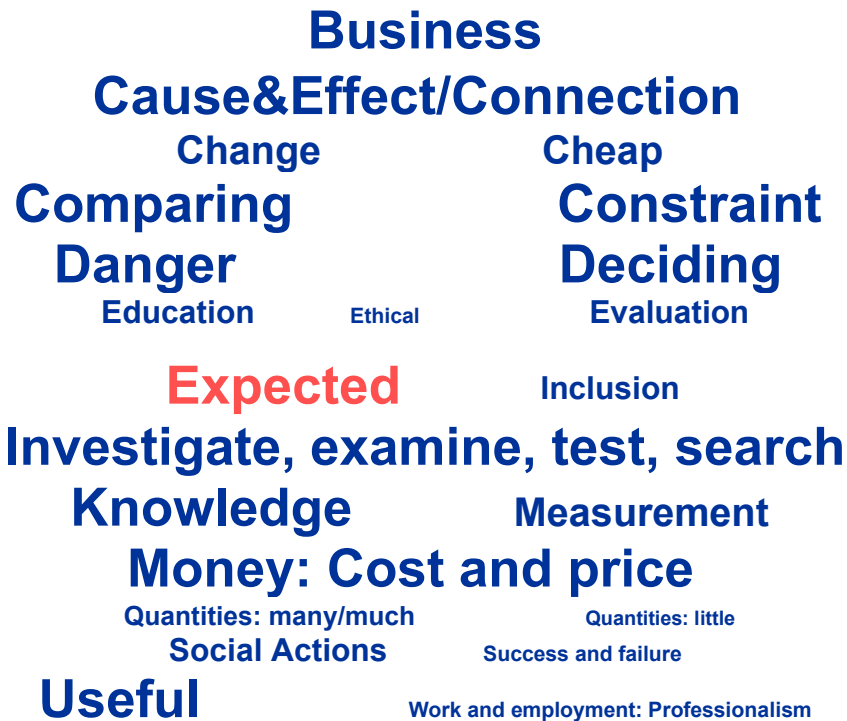 Business
Cause&Effect/Connection
Change Cheap
Comparing Constraint
Danger Deciding
Education Ethical Evaluation
Expected Inclusion
Investigate, examine, test, search
Knowledge Measurement
Money: Cost and price
Quantities: many/much Quantities: little
Social Actions Success and failure
Useful Work and employment: Professionalism